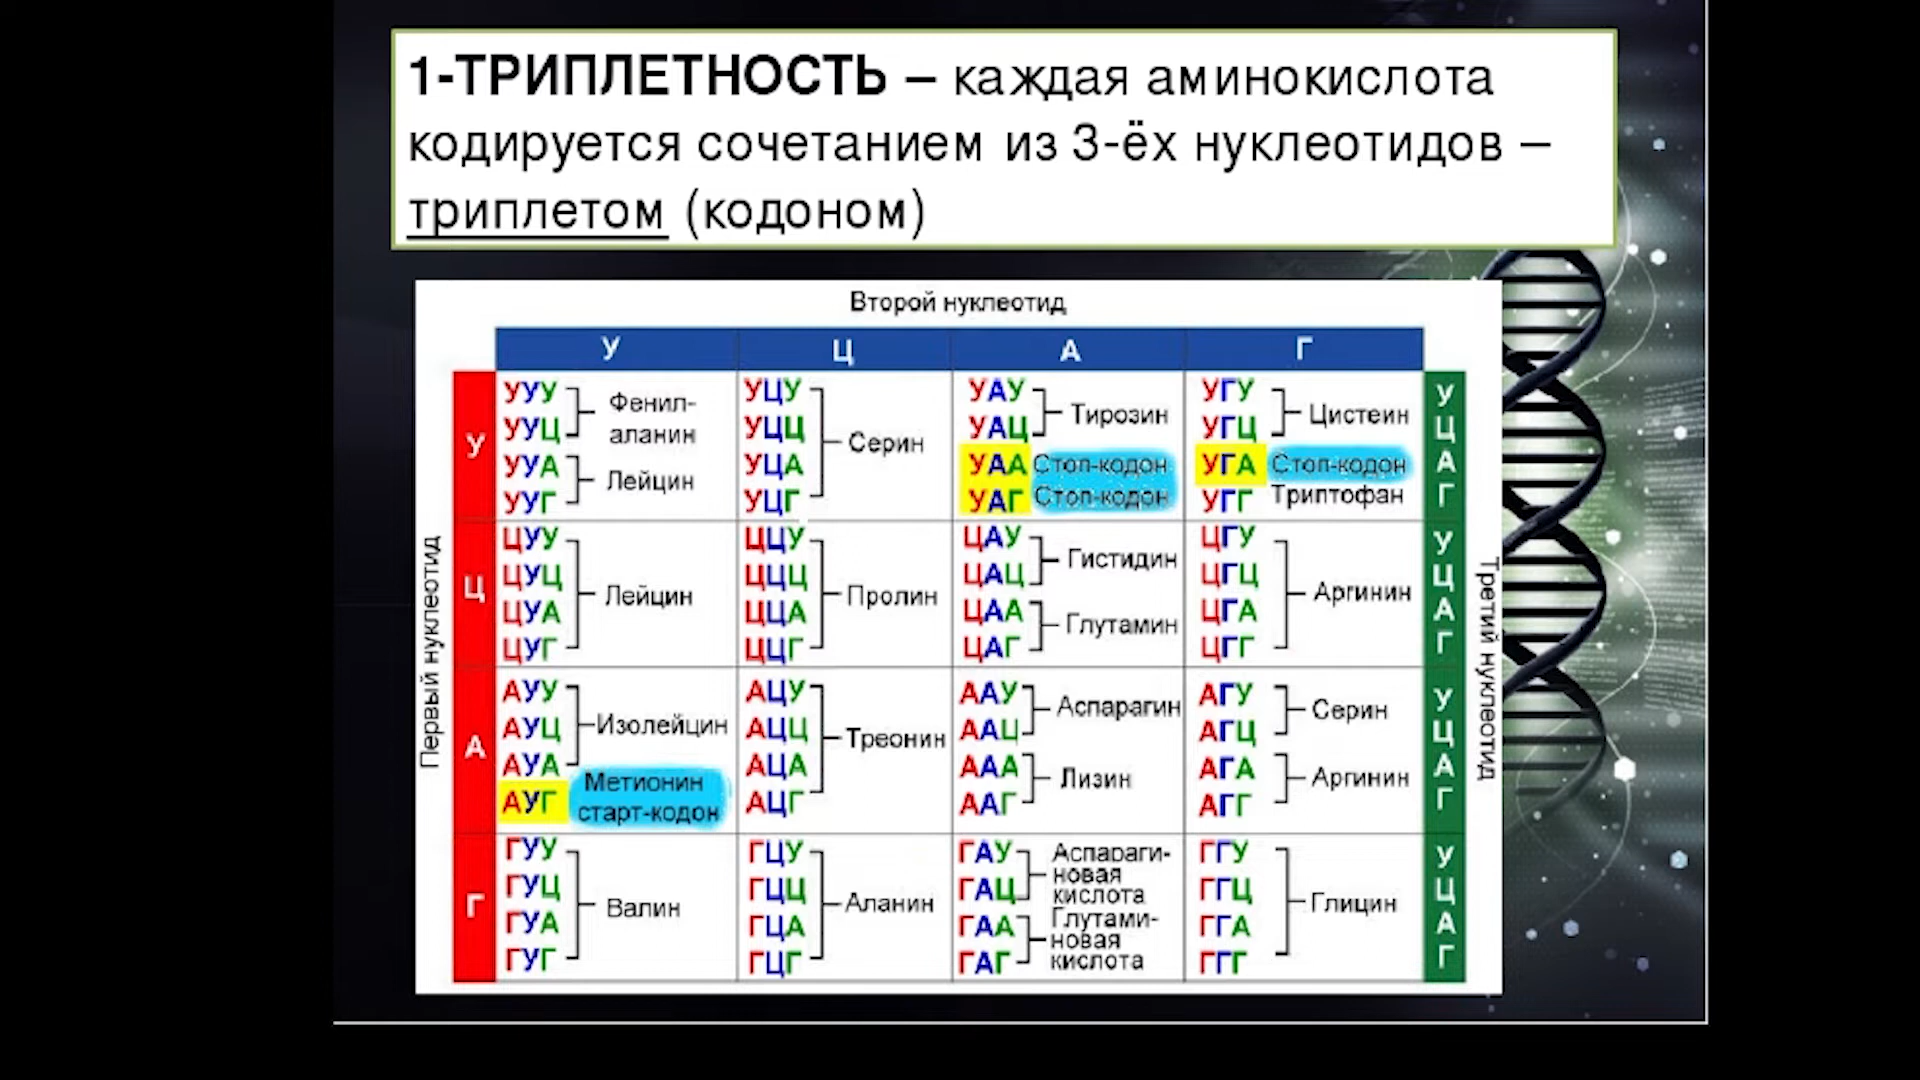 1-ТРИПЛЕТНОСТЬ – каждая аминокислота
кодируется сочетанием из 3-ёх нуклеотидов –
триплетом (кодоном)
Второй нуклеотид
У Ц А Г
Первый нуклеотид
Третий нуклеотид
У
УУУ
УУЦ
Фенил-
аланин
УУА
УУГ
Лейцин
УЦУ
УЦЦ
УЦА
УЦГ
Серин
УАУ
УАЦ
Тирозин
УАА Стоп-кодон
УАГ Стоп-кодон
УГУ
УГЦ
Цистеин
УГА Стоп-кодон
УГГ Триптофан
У
Ц
А
Г
Ц
ЦУУ
ЦУЦ
ЦУА
ЦУГ
Лейцин
ЦЦУ
ЦЦЦ
ЦЦА
ЦЦГ
Пролин
ЦАУ
ЦАЦ
Гистидин
ЦАА
ЦАГ
Глутамин
ЦГУ
ЦГЦ
ЦГА
ЦГГ
Аргинин
У
Ц
А
Г
А
АУУ
АУЦ
АУА
Изолейцин
АУГ
Метионин
старт-кодон
АЦУ
АЦЦ
АЦА
АЦГ
Треонин
ААУ
ААЦ
Аспарагин
ААА
ААГ
Лизин
АГУ
АГЦ
Серин
АГА
АГГ
Аргинин
У
Ц
А
Г
Г
ГУУ
ГУЦ
ГУА
ГУГ
Валин
ГЦУ
ГЦЦ
ГЦА
ГЦГ
Аланин
ГАУ
ГАЦ
Аспараги-
новая
кислота
ГАА
ГАГ
Глутами-
новая
кислота
ГГУ
ГГЦ
ГГА
ГГГ
Глицин
У
Ц
А
Г